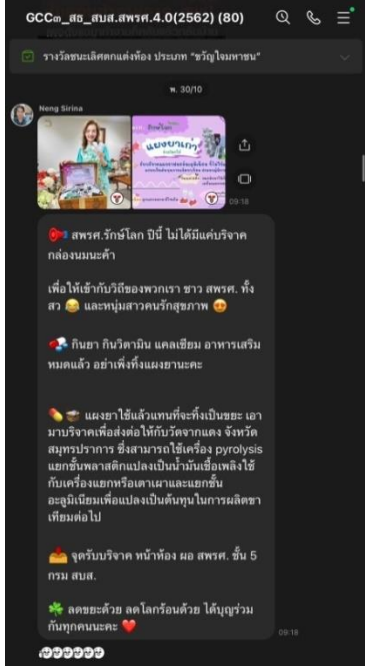 GCCต_สธ_สบส.สพรศ.4.0(2562) (80)
รางวัลชนะเลิศตกแต่งห้อง ประเภท "ขวัญใจมหาชน"
พ. 30/10
Neng Sirina
แยงยาเก่า
09:18
สพรศ.รักษ์โลก ปีนี้ ไม่ได้มีแค่บริจาค
กล่องนมนะค้า
เพื่อให้เข้ากับวิถีของพวกเรา ชาว สพรศ. ทั้ง
สว 😂 และหนุ่มสาวคนรักสุขภาพ 😍
กินยา กินวิตามิน แคลเซียม อาหารเสริม
หมดแล้ว อย่าเพิ่งทิ้งแผงยานะคะ
แผงยาใช้แล้วแทนที่จะทิ้งเป็นขยะ เอา
มาบริจาคเพื่อส่งต่อให้กับวัดจากแดง จังหวัด
สมุทรปราการ ซึ่งสามารถใช้เครื่อง pyrolysis
แยกชั้นพลาสติกแปลงเป็นน้ำมันเชื้อเพลิงใช้
กับเครื่องแยกหรือเตาเผาและแยกชั้น
อะลูมิเนียมเพื่อแปลงเป็นต้นทุนในการผลิตขา
เทียมต่อไป
จุดรับบริจาค หน้าห้อง ผอ สพรศ. ชั้น 5
กรม สบส.
ลดขยะด้วย ลดโลกร้อนด้วย ได้บุญร่วม
กันทุกคนนะคะ ❤️
09:18